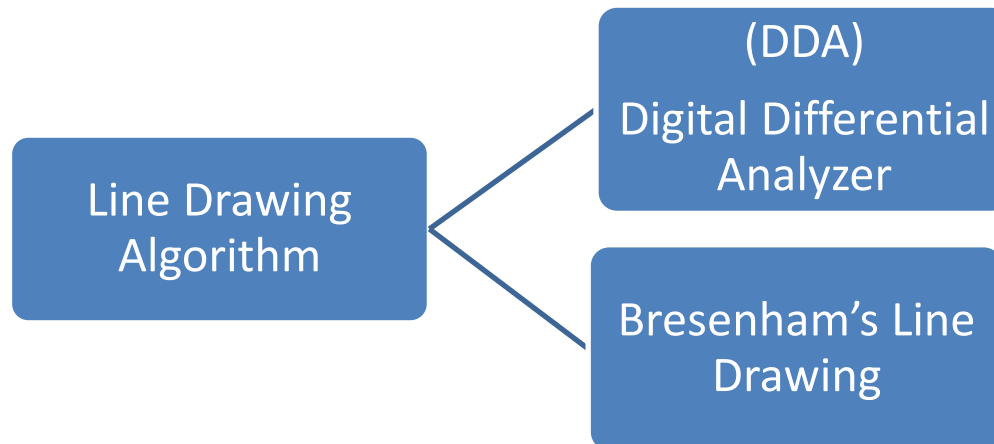 Line Drawing
Algorithm
(DDA)
Digital Differential
Analyzer
Bresenham’s Line
Drawing